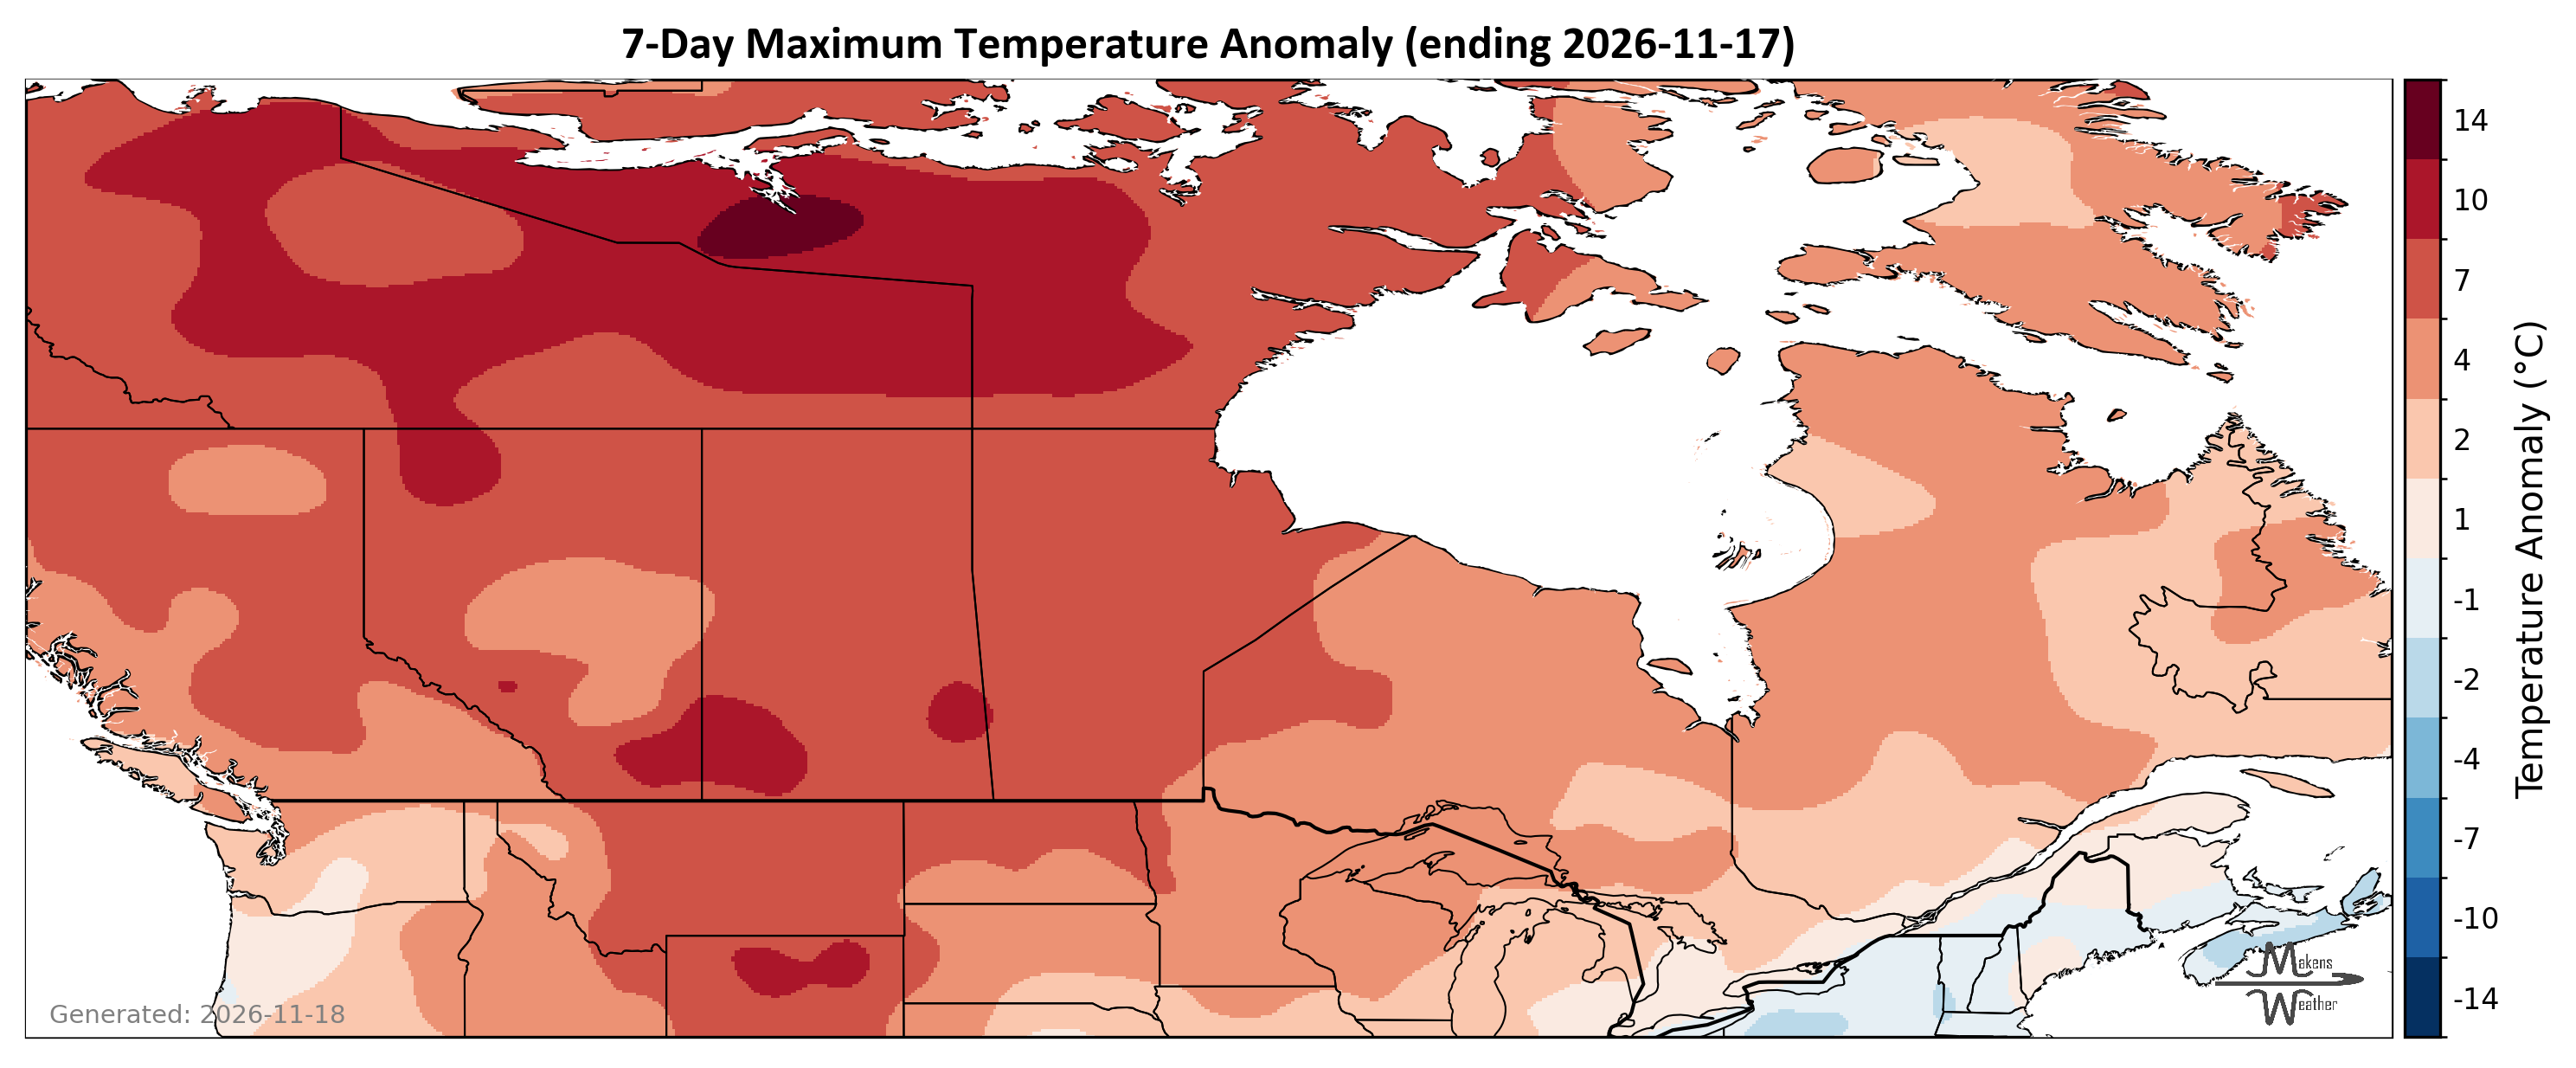 7-Day Maximum Temperature Anomaly (ending 2026-11-17)
14
10
7
4
2
1
-1
-2
-4
-7
-10
-14
Temperature Anomaly (°C)
Generated: 2026-11-18
Makens
Weather